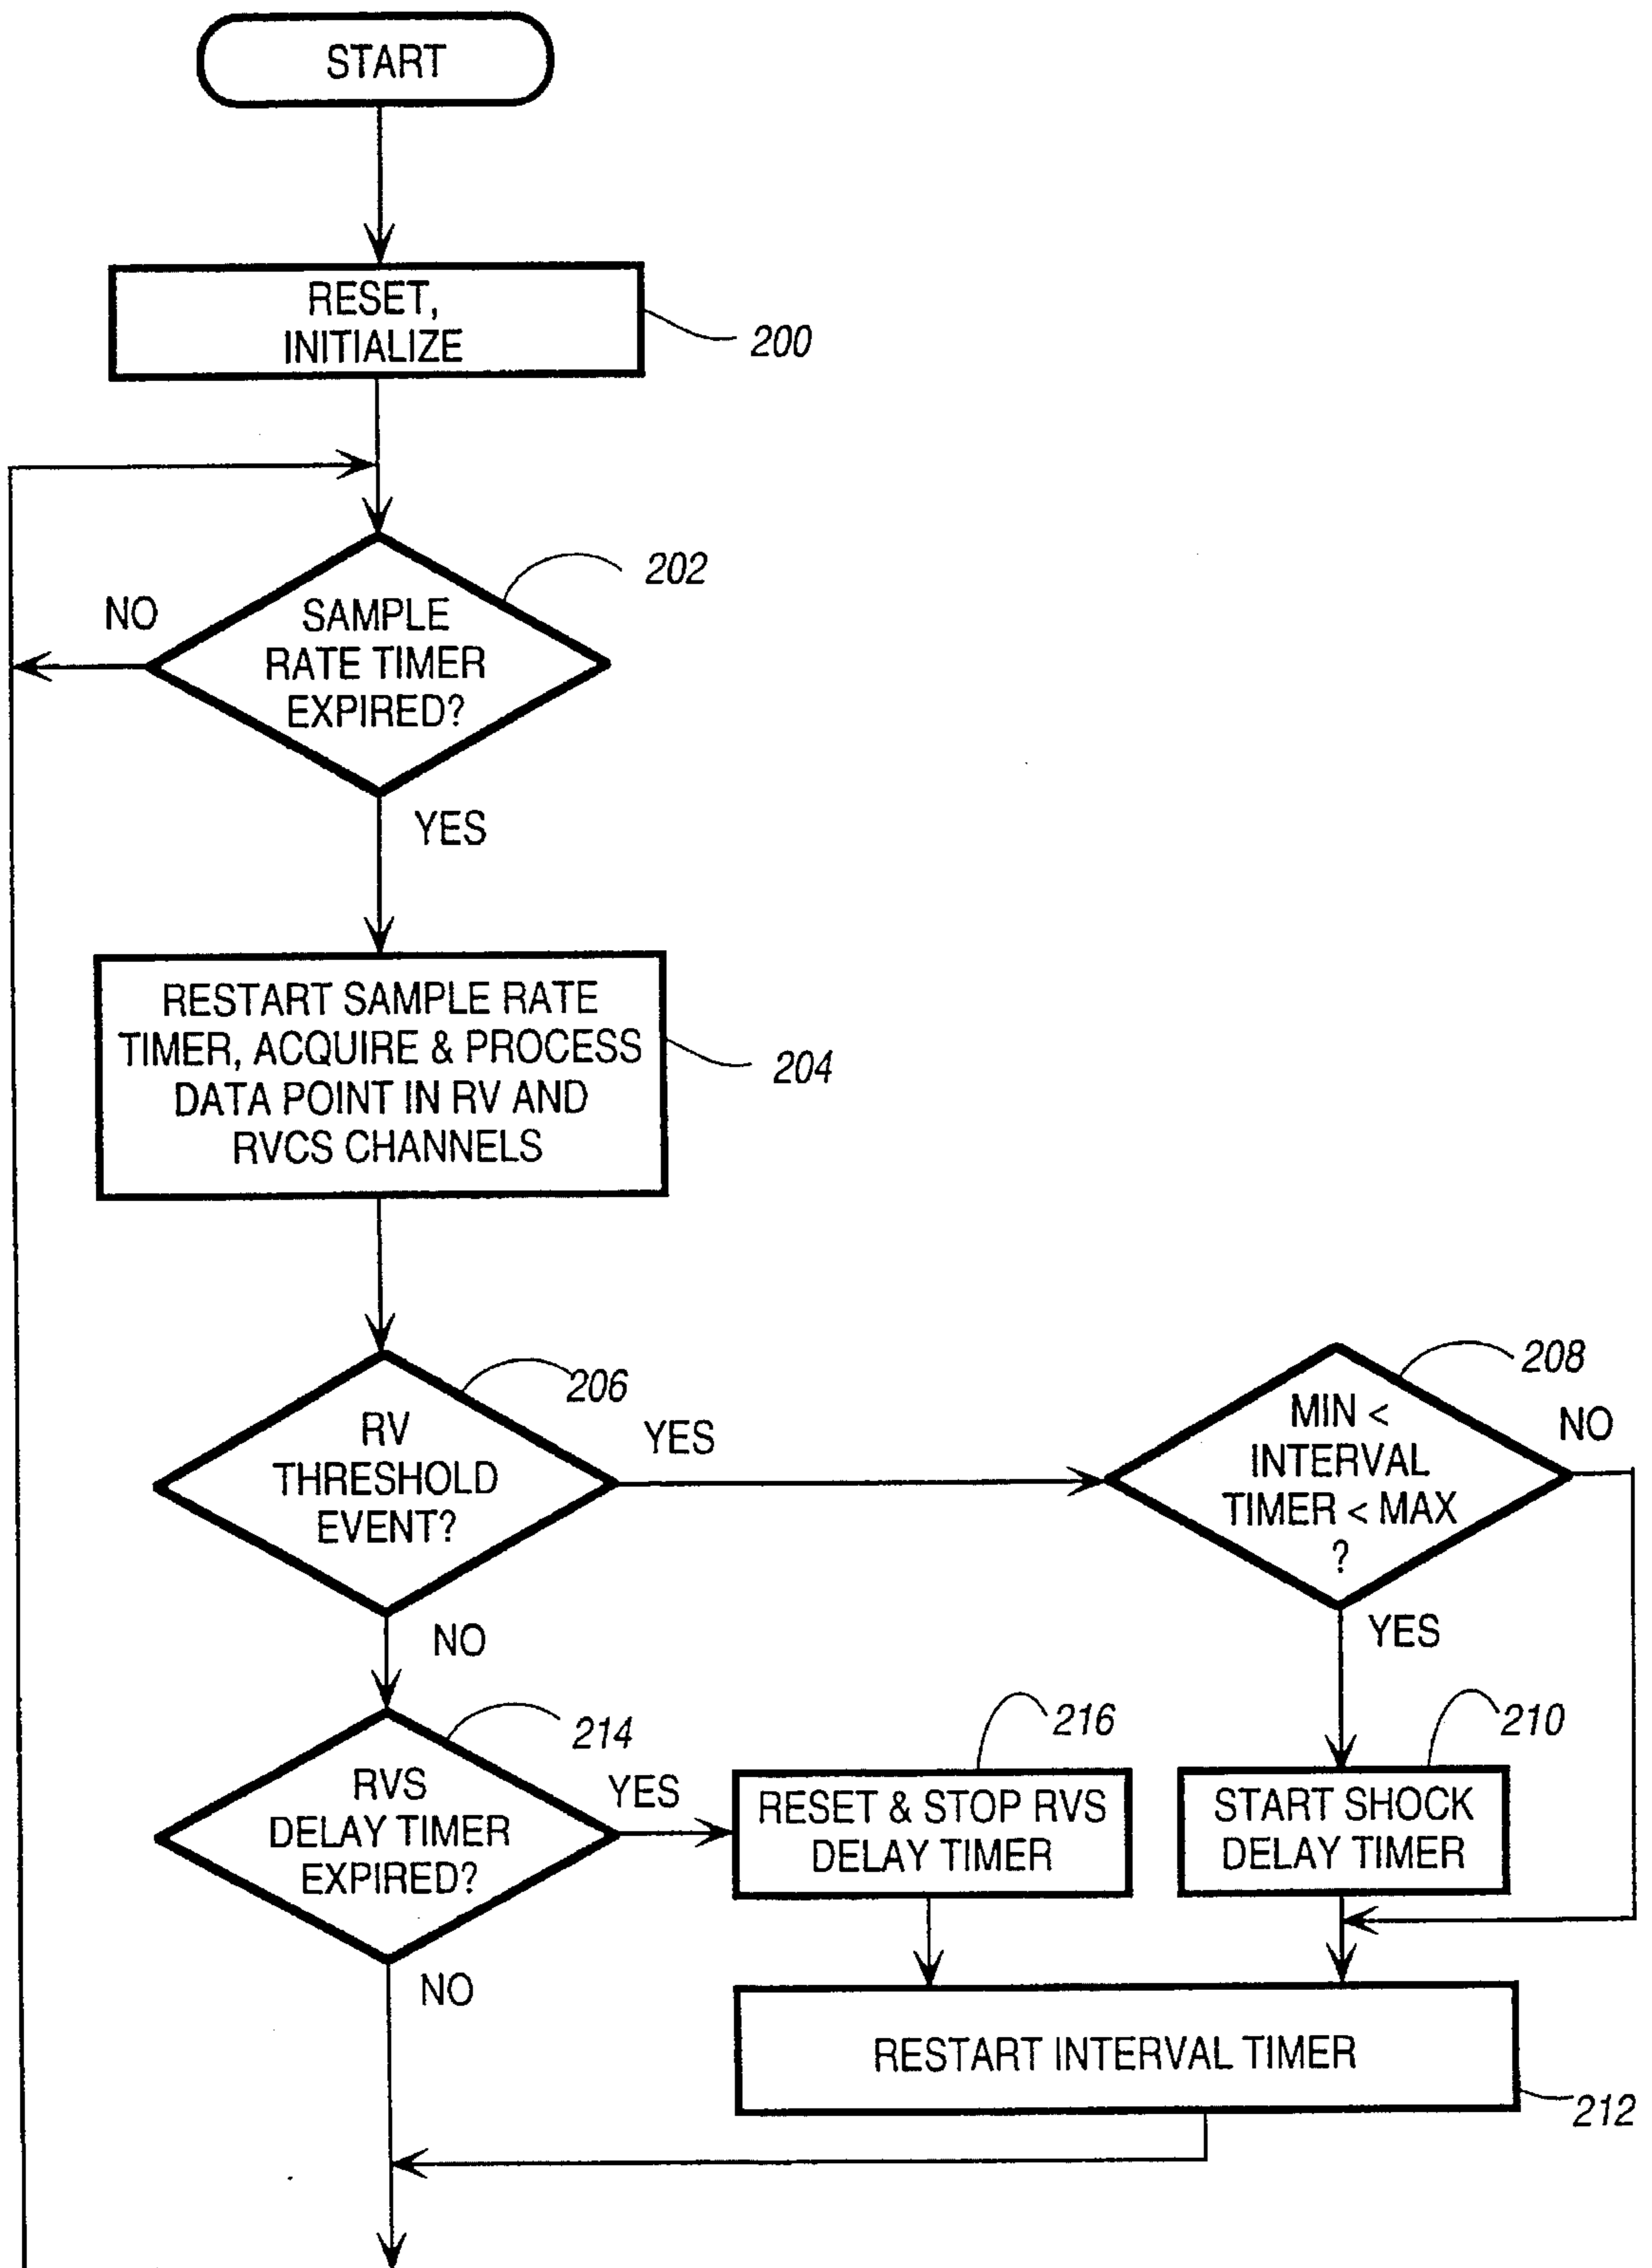 START
RESET,
INITIALIZE
200
202
NO
SAMPLE
RATE TIMER
EXPIRED?
YES
RESTART SAMPLE RATE
TIMER, ACQUIRE & PROCESS
DATA POINT IN RV AND
RVCS CHANNELS
204
206
RV
THRESHOLD
EVENT?
YES
NO
208
MIN <
INTERVAL
TIMER < MAX
?
NO
YES
214
RVS
DELAY TIMER
EXPIRED?
YES
NO
216
RESET & STOP RVS
DELAY TIMER
210
START SHOCK
DELAY TIMER
RESTART INTERVAL TIMER
212